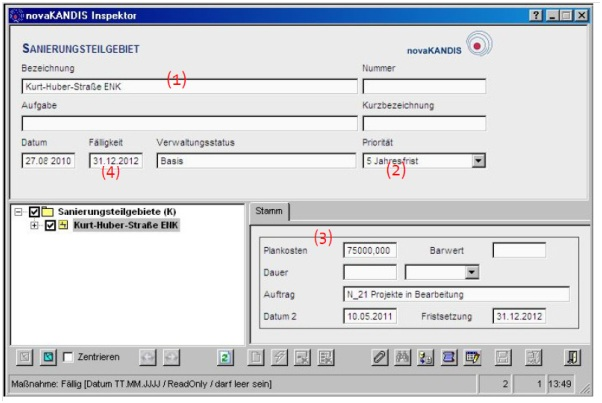 novaKANDIS Inspektor
SANIERUNGSTEILGEBIET
novaKANDIS
Bezeichnung
Nummer
Kurt-Huber-Straße ENK
(1)
Aufgabe
Kurzbezeichnung
Datum
Fälligkeit
Verwaltungsstatus
Priorität
27.08.2010
31.12.2012
Basis
5 Jahresfrist
(4)
(2)
Sanierungsteilgebiete (K)
Kurt-Huber-Straße ENK
Stamm
(3)
Plankosten
75000,000
Barwert
Dauer
Auftrag
N_21 Projekte in Bearbeitung
Datum 2
10.05.2011
Fristsetzung
31.12.2012
Zentrieren
Maßnahme: Fällig [Datum TT.MM.JJJJ / ReadOnly / darf leer sein]
2
1
13:49